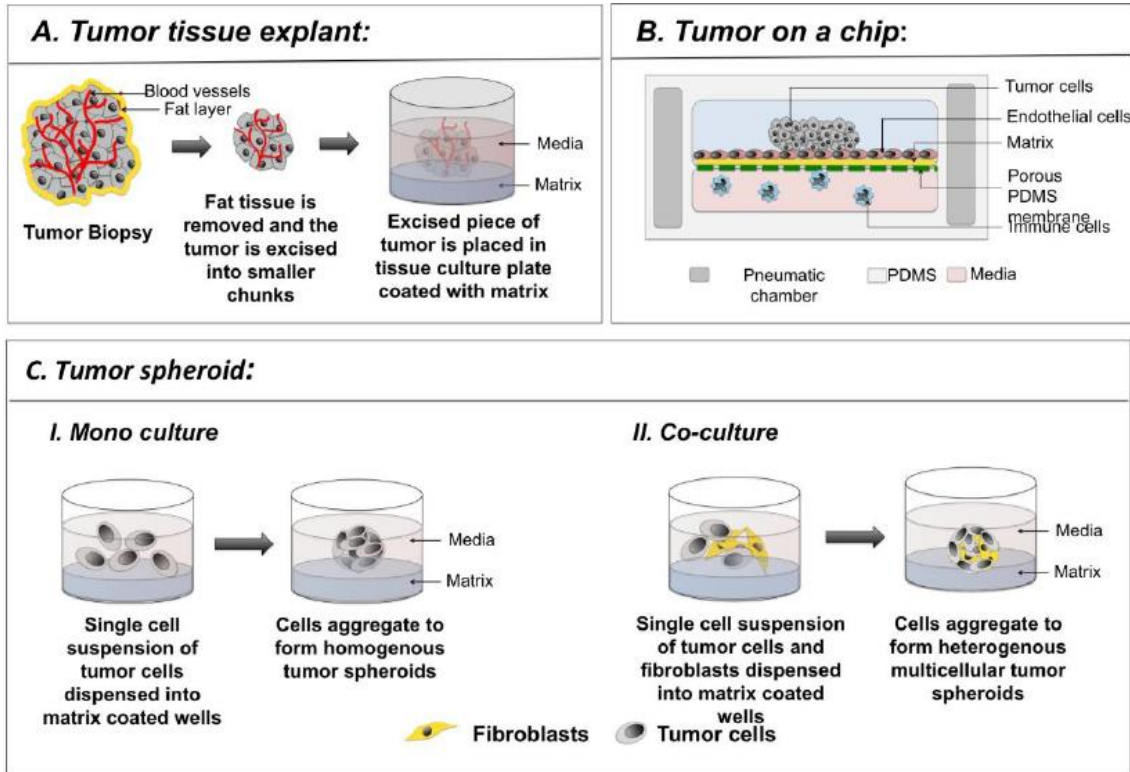 A. Tumor tissue explant:
Blood vessels
Fat layer
Tumor Biopsy
Fat tissue is
removed and the
tumor is excised
into smaller
chunks
Media
Matrix
Excised piece of
tumor is placed in
tissue culture plate
coated with matrix
B. Tumor on a chip:
Tumor cells
Endothelial cells
Matrix
Porous
PDMS
membrane
Immune cells
Pneumatic
chamber
PDMS
Media
C. Tumor spheroid:
I. Mono culture
Media
Matrix
Single cell
suspension of
tumor cells
dispensed into
matrix coated wells
Cells aggregate to
form homogenous
tumor spheroids
II. Co-culture
Media
Matrix
Single cell suspension
of tumor cells and
fibroblasts dispensed
into matrix coated
wells
Cells aggregate to
form heterogenous
multicellular tumor
spheroids
Fibroblasts
Tumor cells